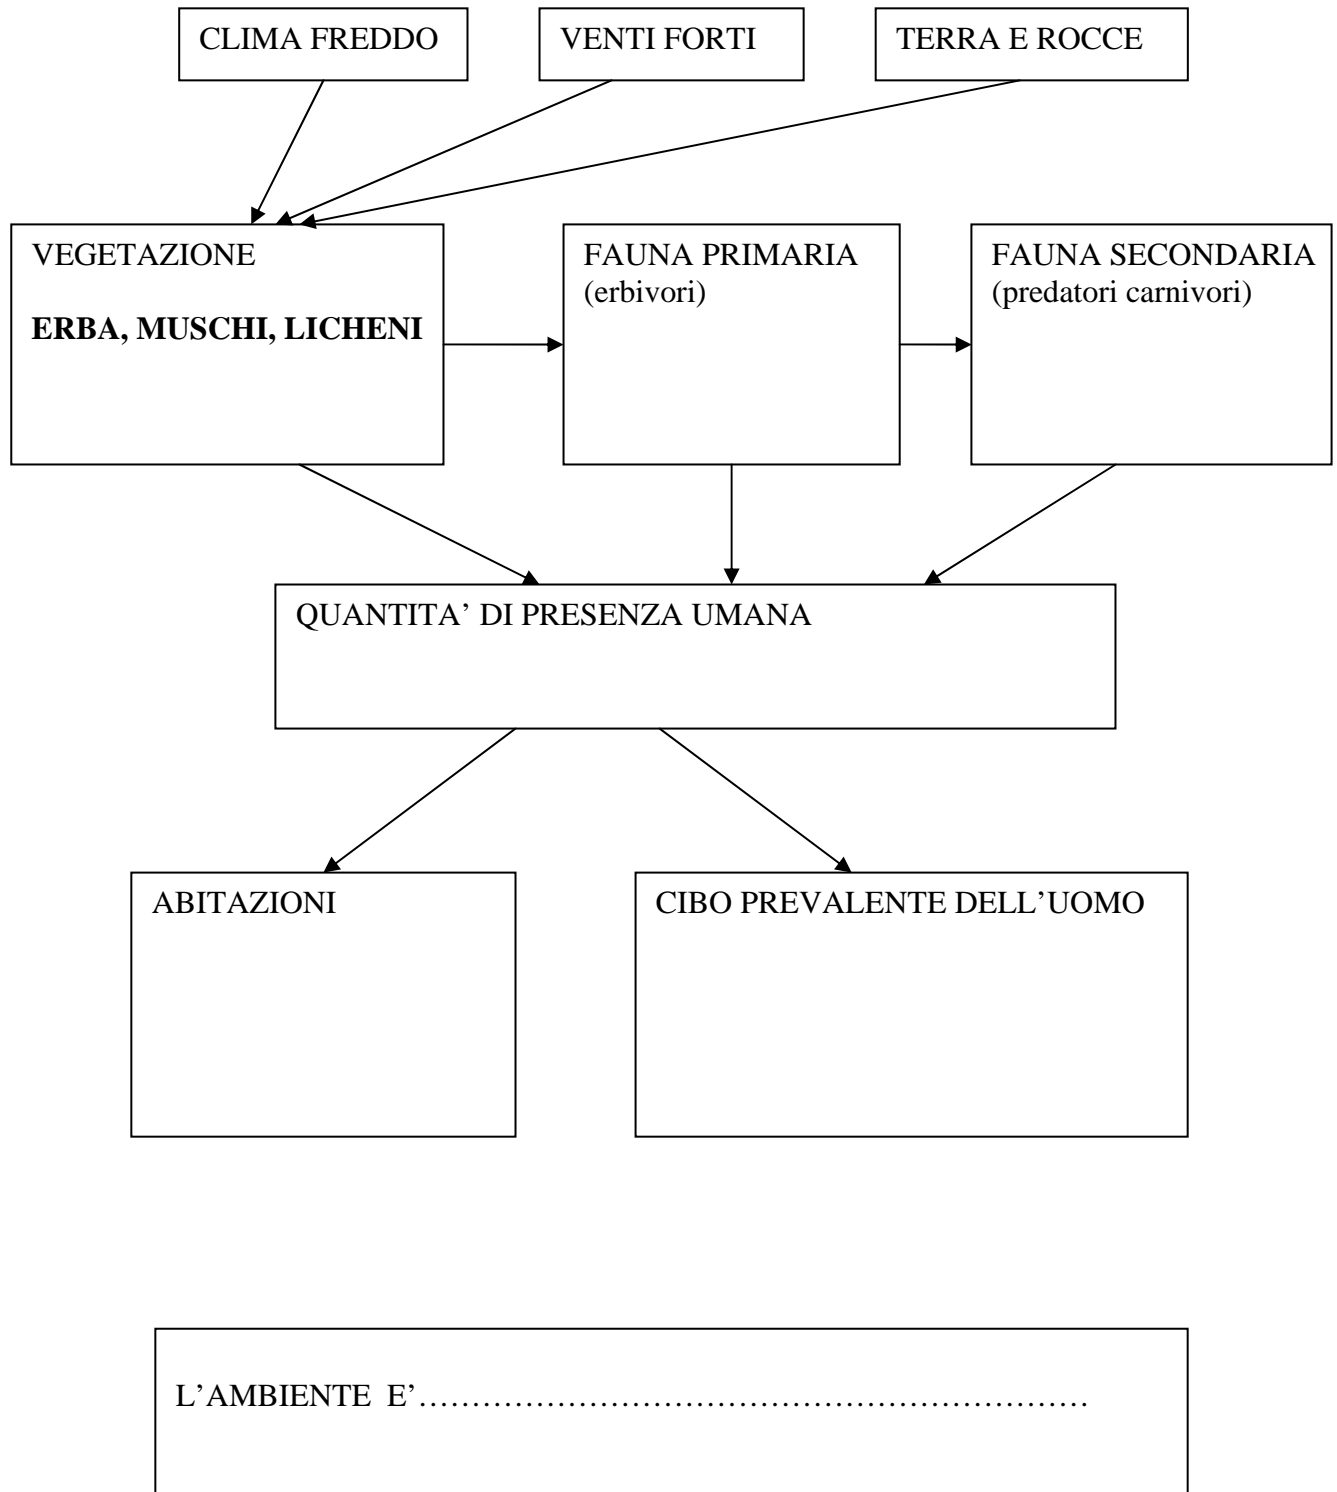 CLIMA FREDDO
VENTI FORTI
TERRA E ROCCE
VEGETAZIONE
ERBA, MUSCHI, LICHENI
FAUNA PRIMARIA
(erbivori)
FAUNA SECONDARIA
(predatori carnivori)
QUANTITA’ DI PRESENZA UMANA
ABITAZIONI
CIBO PREVALENTE DELL’UOMO
L’AMBIENTE E’……………………………………………………….